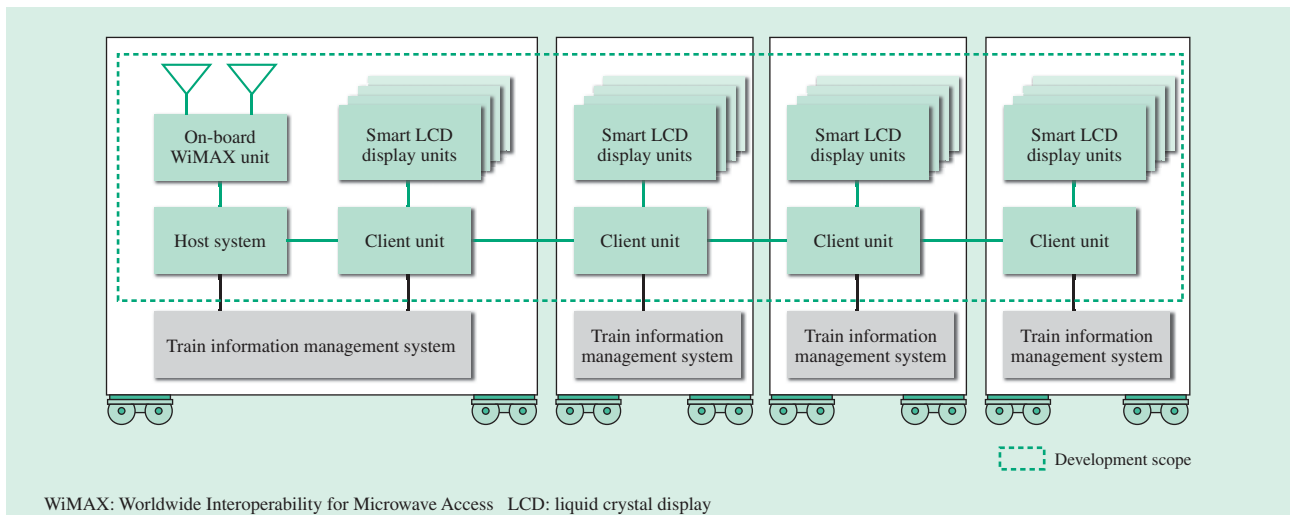 On-board
WiMAX unit
Smart LCD
display units
Smart LCD
display units
Smart LCD
display units
Smart LCD
display units
Host system
Client unit
Client unit
Client unit
Client unit
Train information management system
Train information
management system
Train information
management system
Train information
management system
Development scope
WiMAX: Worldwide Interoperability for Microwave Access   LCD: liquid crystal display